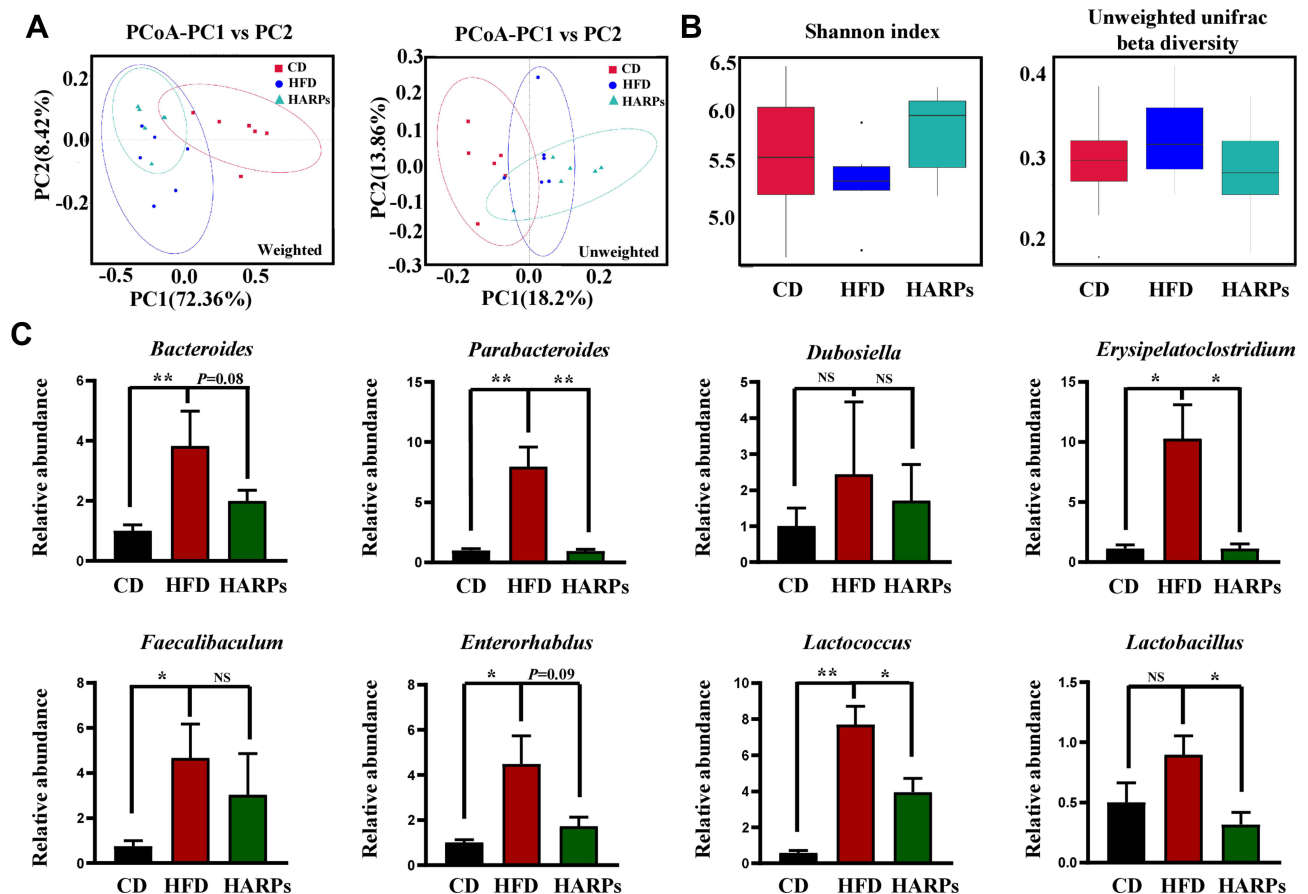 A
PCoA-PC1 vs PC2
CD
HFD
HARPs
0.2
0.0
-0.2
PC2(8.42%)
Weighted
-0.5
0.0
0.5
PC1(72.36%)
PCoA-PC1 vs PC2
CD
HFD
HARPs
0.3
0.2
0.1
0.0
-0.1
-0.2
-0.3
PC2(13.86%)
Unweighted
-0.2
0.0
0.2
PC1(18.2%)
B
Shannon index
6.5
6.0
5.5
5.0
CD
HFD
HARPs
Unweighted unifrac
beta diversity
0.4
0.3
0.2
CD
HFD
HARPs
C
Bacteroides
Relative abundance
6
4
2
0
**
P=0.08
CD
HFD
HARPs
Parabacteroides
Relative abundance
15
10
5
0
**
**
CD
HFD
HARPs
Dubosiella
Relative abundance
5
4
3
2
1
0
NS
NS
CD
HFD
HARPs
Erysipelatoclostridium
Relative abundance
15
10
5
0
*
*
CD
HFD
HARPs
Faecalibaculum
Relative abundance
8
6
4
2
0
*
NS
CD
HFD
HARPs
Enterorhabdus
Relative abundance
8
6
4
2
0
*
P=0.09
CD
HFD
HARPs
Lactococcus
Relative abundance
10
8
6
4
2
0
**
*
CD
HFD
HARPs
Lactobacillus
Relative abundance
1.5
1.0
0.5
0.0
NS
*
CD
HFD
HARPs